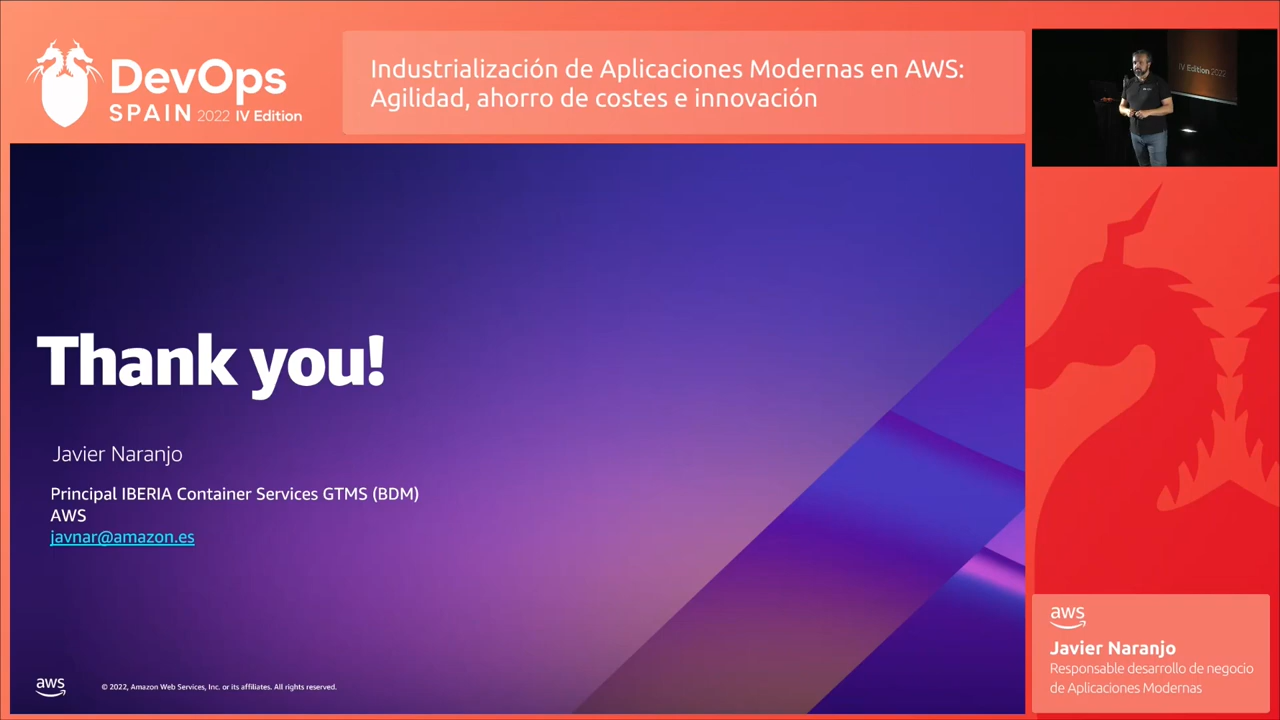 DevOps
SPAIN 2022 IV Edition
Industrialización de Aplicaciones Modernas en AWS:
Agilidad, ahorro de costes e innovación
IV Edition 2022
Thank you!
Javier Naranjo
Principal IBERIA Container Services GTMS (BDM)
AWS
javnar@amazon.es
aws
© 2022, Amazon Web Services, Inc. or its affiliates. All rights reserved.
aws
Javier Naranjo
Responsable desarrollo de negocio
de Aplicaciones Modernas